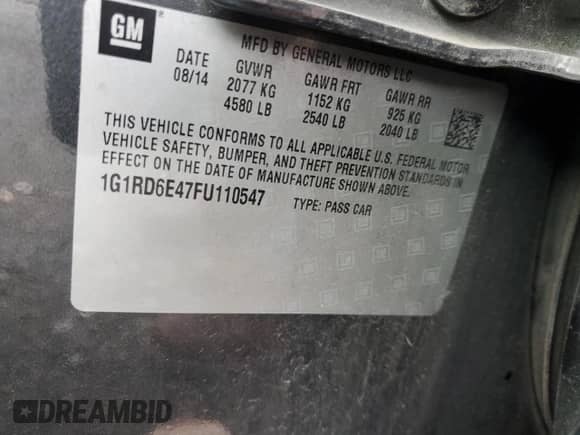 GM
MFD BY GENERAL MOTORS LLC
DATE GVWR GAWR FRT GAWR RR
08/14 2077 KG 1152 KG 925 KG
4580 LB 2540 LB 2040 LB
THIS VEHICLE CONFORMS TO ALL APPLICABLE U.S. FEDERAL MOTOR
VEHICLE SAFETY, BUMPER, AND THEFT PREVENTION STANDARDS IN
EFFECT ON THE DATE OF MANUFACTURE SHOWN ABOVE.
1G1RD6E47FU110547 TYPE: PASS CAR
DREAMBID